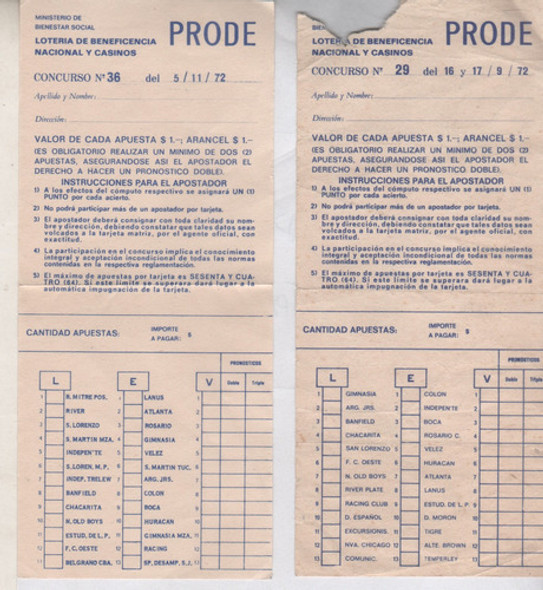 MINISTERIO DE
BIENESTAR SOCIAL
LOTERIA DE BENEFICENCIA
NACIONAL Y CASINOS
PRODE
CONCURSO Nº 36 del 5/11/72
Apellido y Nombre:
Dirección:
VALOR DE CADA APUESTA $ 1.-; ARANCEL $ 1.-
(ES OBLIGATORIO REALIZAR UN MINIMO DE DOS (2)
APUESTAS, ASEGURANDOSE ASI EL APOSTADOR EL
DERECHO A HACER UN PRONOSTICO DOBLE).
INSTRUCCIONES PARA EL APOSTADOR
1) A los efectos del cómputo respectivo se asignará UN (1)
PUNTO por cada acierto.
2) No podrá participar más de un apostador por tarjeta.
3) El apostador deberá consignar con toda claridad su nom-
bre y dirección, debiendo constatar que tales datos sean
volcados a la tarjeta matriz, por el agente oficial, con
exactitud.
4) La participación en el concurso implica el conocimiento
integral y aceptación incondicional de todas las normas
contenidas en la respectiva reglamentación.
5) El máximo de apuestas por tarjeta es SESENTA Y CUA-
TRO (64). Si este límite se superara dará lugar a la
automática impugnación de la tarjeta.
CANTIDAD APUESTAS: IMPORTE
A PAGAR: $
PRONOSTICOS
L E V Doble Triple
1 R. MITRE POS. 1 LANUS 1
2 RIVER 2 ATLANTA 2
3 S. LORENZO 3 ROSARIO 3
4 S. MARTIN MZA. 4 GIMNASIA 4
5 INDEPEN'TE 5 VELEZ 5
6 S. LOREN. M.P. 6 S. MARTIN TUC. 6
7 INDEP. TRELEW 7 ARG. JRS. 7
8 BANFIELD 8 COLON 8
9 CHACARITA 9 BOCA 9
10 N. OLD BOYS 10 HURACAN 10
11 ESTUD. DE L.P. 11 GIMNASIA MZA. 11
12 F.C. OESTE 12 RACING 12
13 BELGRANO CBA. 13 SP. DESAMP. S.J. 13
LOTERIA DE BENEFICENCIA
NACIONAL Y CASINOS
PRODE
CONCURSO Nº 29 del 16 y 17/9/72
Apellido y Nombre:
Dirección:
VALOR DE CADA APUESTA $ 1.-; ARANCEL $ 1.-
(ES OBLIGATORIO REALIZAR UN MINIMO DE DOS (2)
APUESTAS, ASEGURANDOSE ASI EL APOSTADOR EL
DERECHO A HACER UN PRONOSTICO DOBLE).
INSTRUCCIONES PARA EL APOSTADOR
1) A los efectos del cómputo respectivo se asignará UN (1)
PUNTO por cada acierto.
2) No podrá participar más de un apostador por tarjeta.
3) El apostador deberá consignar con toda claridad su nom-
bre y dirección, debiendo constatar que tales datos sean
volcados a la tarjeta matriz, por el agente oficial, con
exactitud.
4) La participación en el concurso implica el conocimiento
integral y aceptación incondicional de todas las normas
contenidas en la respectiva reglamentación.
5) El máximo de apuestas por tarjeta es SESENTA Y CUA-
TRO (64). Si este límite se superara dará lugar a la
automática impugnación de la tarjeta.
CANTIDAD APUESTAS: IMPORTE
A PAGAR: $
PRONOSTICOS
L E V Doble Triple
1 GIMNASIA 1 COLON 1
2 ARG. JRS. 2 INDEPEN'TE 2
3 BANFIELD 3 BOCA 3
4 CHACARITA 4 ROSARIO C. 4
5 SAN LORENZO 5 VELEZ 5
6 F. C. OESTE 6 HURACAN 6
7 N. OLD BOYS 7 ATLANTA 7
8 RIVER PLATE 8 LANUS 8
9 RACING CLUB 9 ESTUD. DE L.P. 9
10 D. ESPAÑOL 10 D. MORON 10
11 EXCURSIONIS. 11 TIGRE 11
12 NVA. CHICAGO 12 ALTE. BROWN 12
13 COMUNIC. 13 TEMPERLEY 13